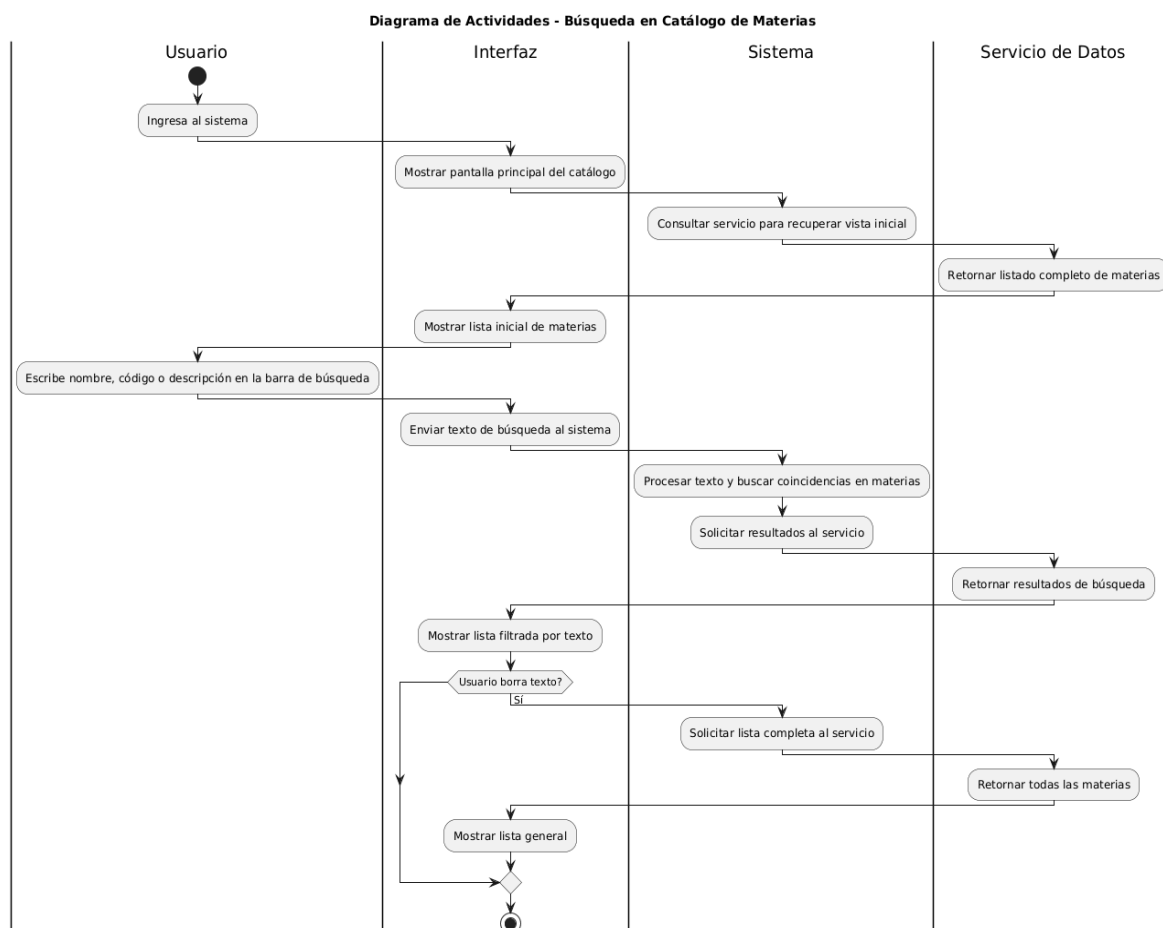 Diagrama de Actividades - Búsqueda en Catálogo de Materias
Usuario
Interfaz
Sistema
Servicio de Datos
Ingresa al sistema
Mostrar pantalla principal del catálogo
Consultar servicio para recuperar vista inicial
Retornar listado completo de materias
Mostrar lista inicial de materias
Escribe nombre, código o descripción en la barra de búsqueda
Enviar texto de búsqueda al sistema
Procesar texto y buscar coincidencias en materias
Solicitar resultados al servicio
Retornar resultados de búsqueda
Mostrar lista filtrada por texto
Usuario borra texto?
Sí
Solicitar lista completa al servicio
Retornar todas las materias
Mostrar lista general